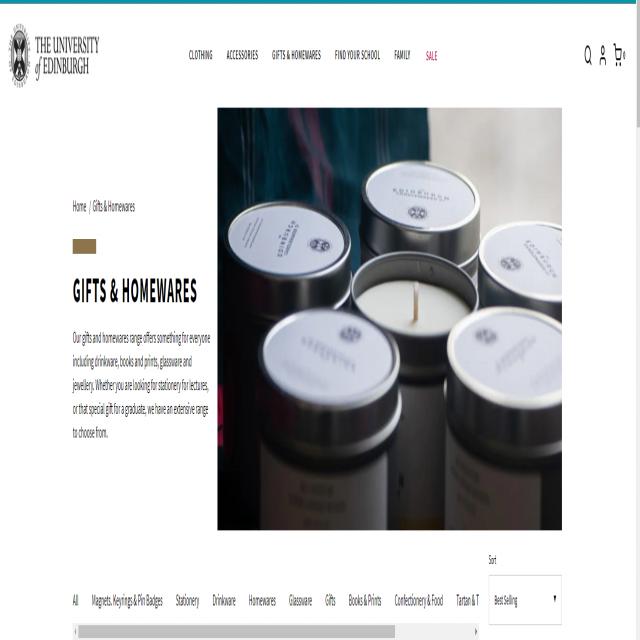 THE UNIVERSITY
of EDINBURGH
CLOTHING ACCESSORIES GIFTS & HOMEWARES FIND YOUR SCHOOL FAMILY SALE
0
Home / Gifts & Homewares
GIFTS & HOMEWARES
Our gifts and homewares range offers something for everyone
including drinkware, books and prints, glassware and
jewellery. Whether you are looking for stationery for lectures,
or that special gift for a graduate, we have an extensive range
to choose from.
EDINBURGH
Sort
All Magnets, Keyrings & Pin Badges Stationery Drinkware Homewares Glassware Gifts Books & Prints Confectionery & Food Tartan & T
Best Selling